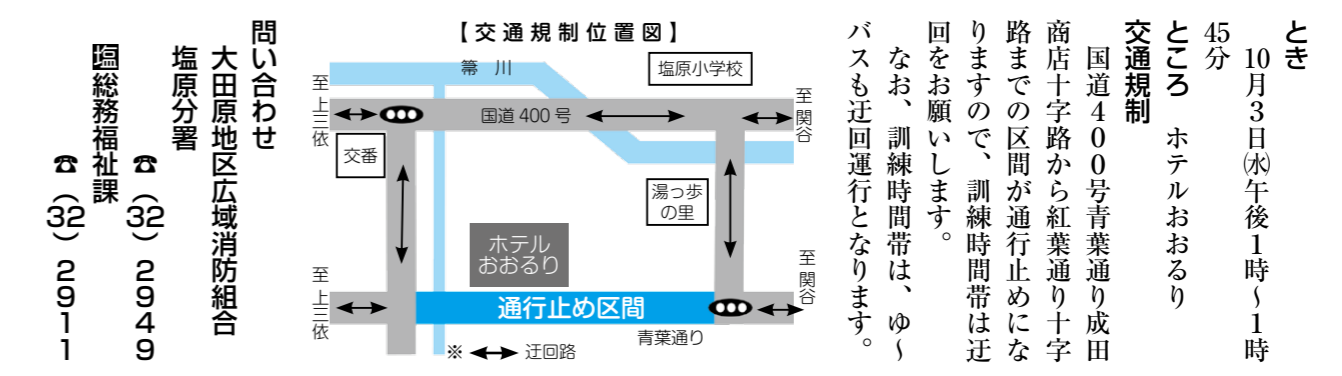 とき
10月3日㈬午後1時～1時
45分
ところ　ホテルおおるり
交通規制
国道400号青葉通り成田
商店十字路から紅葉通り十字
路までの区間が通行止めにな
りますので、訓練時間帯は迂
回をお願いします。
なお、訓練時間帯は、ゆ～
バスも迂回運行となります。
【交通規制位置図】
箒川
塩原小学校
至上三依
国道400号
至関谷
交番
湯っ歩
の里
ホテル
おおるり
至上三依
通行止め区間
至関谷
青葉通り
※ ⟷ 迂回路
問い合わせ
大田原地区広域消防組合
塩原分署
☎(32)2949
塩総務福祉課
☎(32)2911